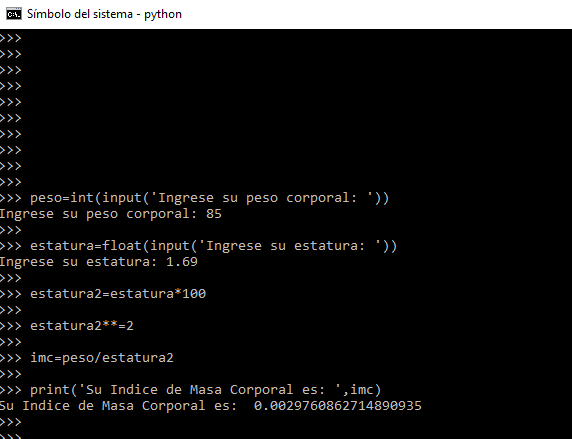 Símbolo del sistema - python
>>>
>>>
>>>
>>>
>>>
>>>
>>>
>>>
>>>
>>>
>>> peso=int(input('Ingrese su peso corporal: '))
Ingrese su peso corporal: 85
>>>
>>> estatura=float(input('Ingrese su estatura: '))
Ingrese su estatura: 1.69
>>>
>>> estatura2=estatura*100
>>>
>>> estatura2**=2
>>>
>>> imc=peso/estatura2
>>>
>>> print('Su Indice de Masa Corporal es: ',imc)
Su Indice de Masa Corporal es:  0.0029760862714890935
>>>
>>>